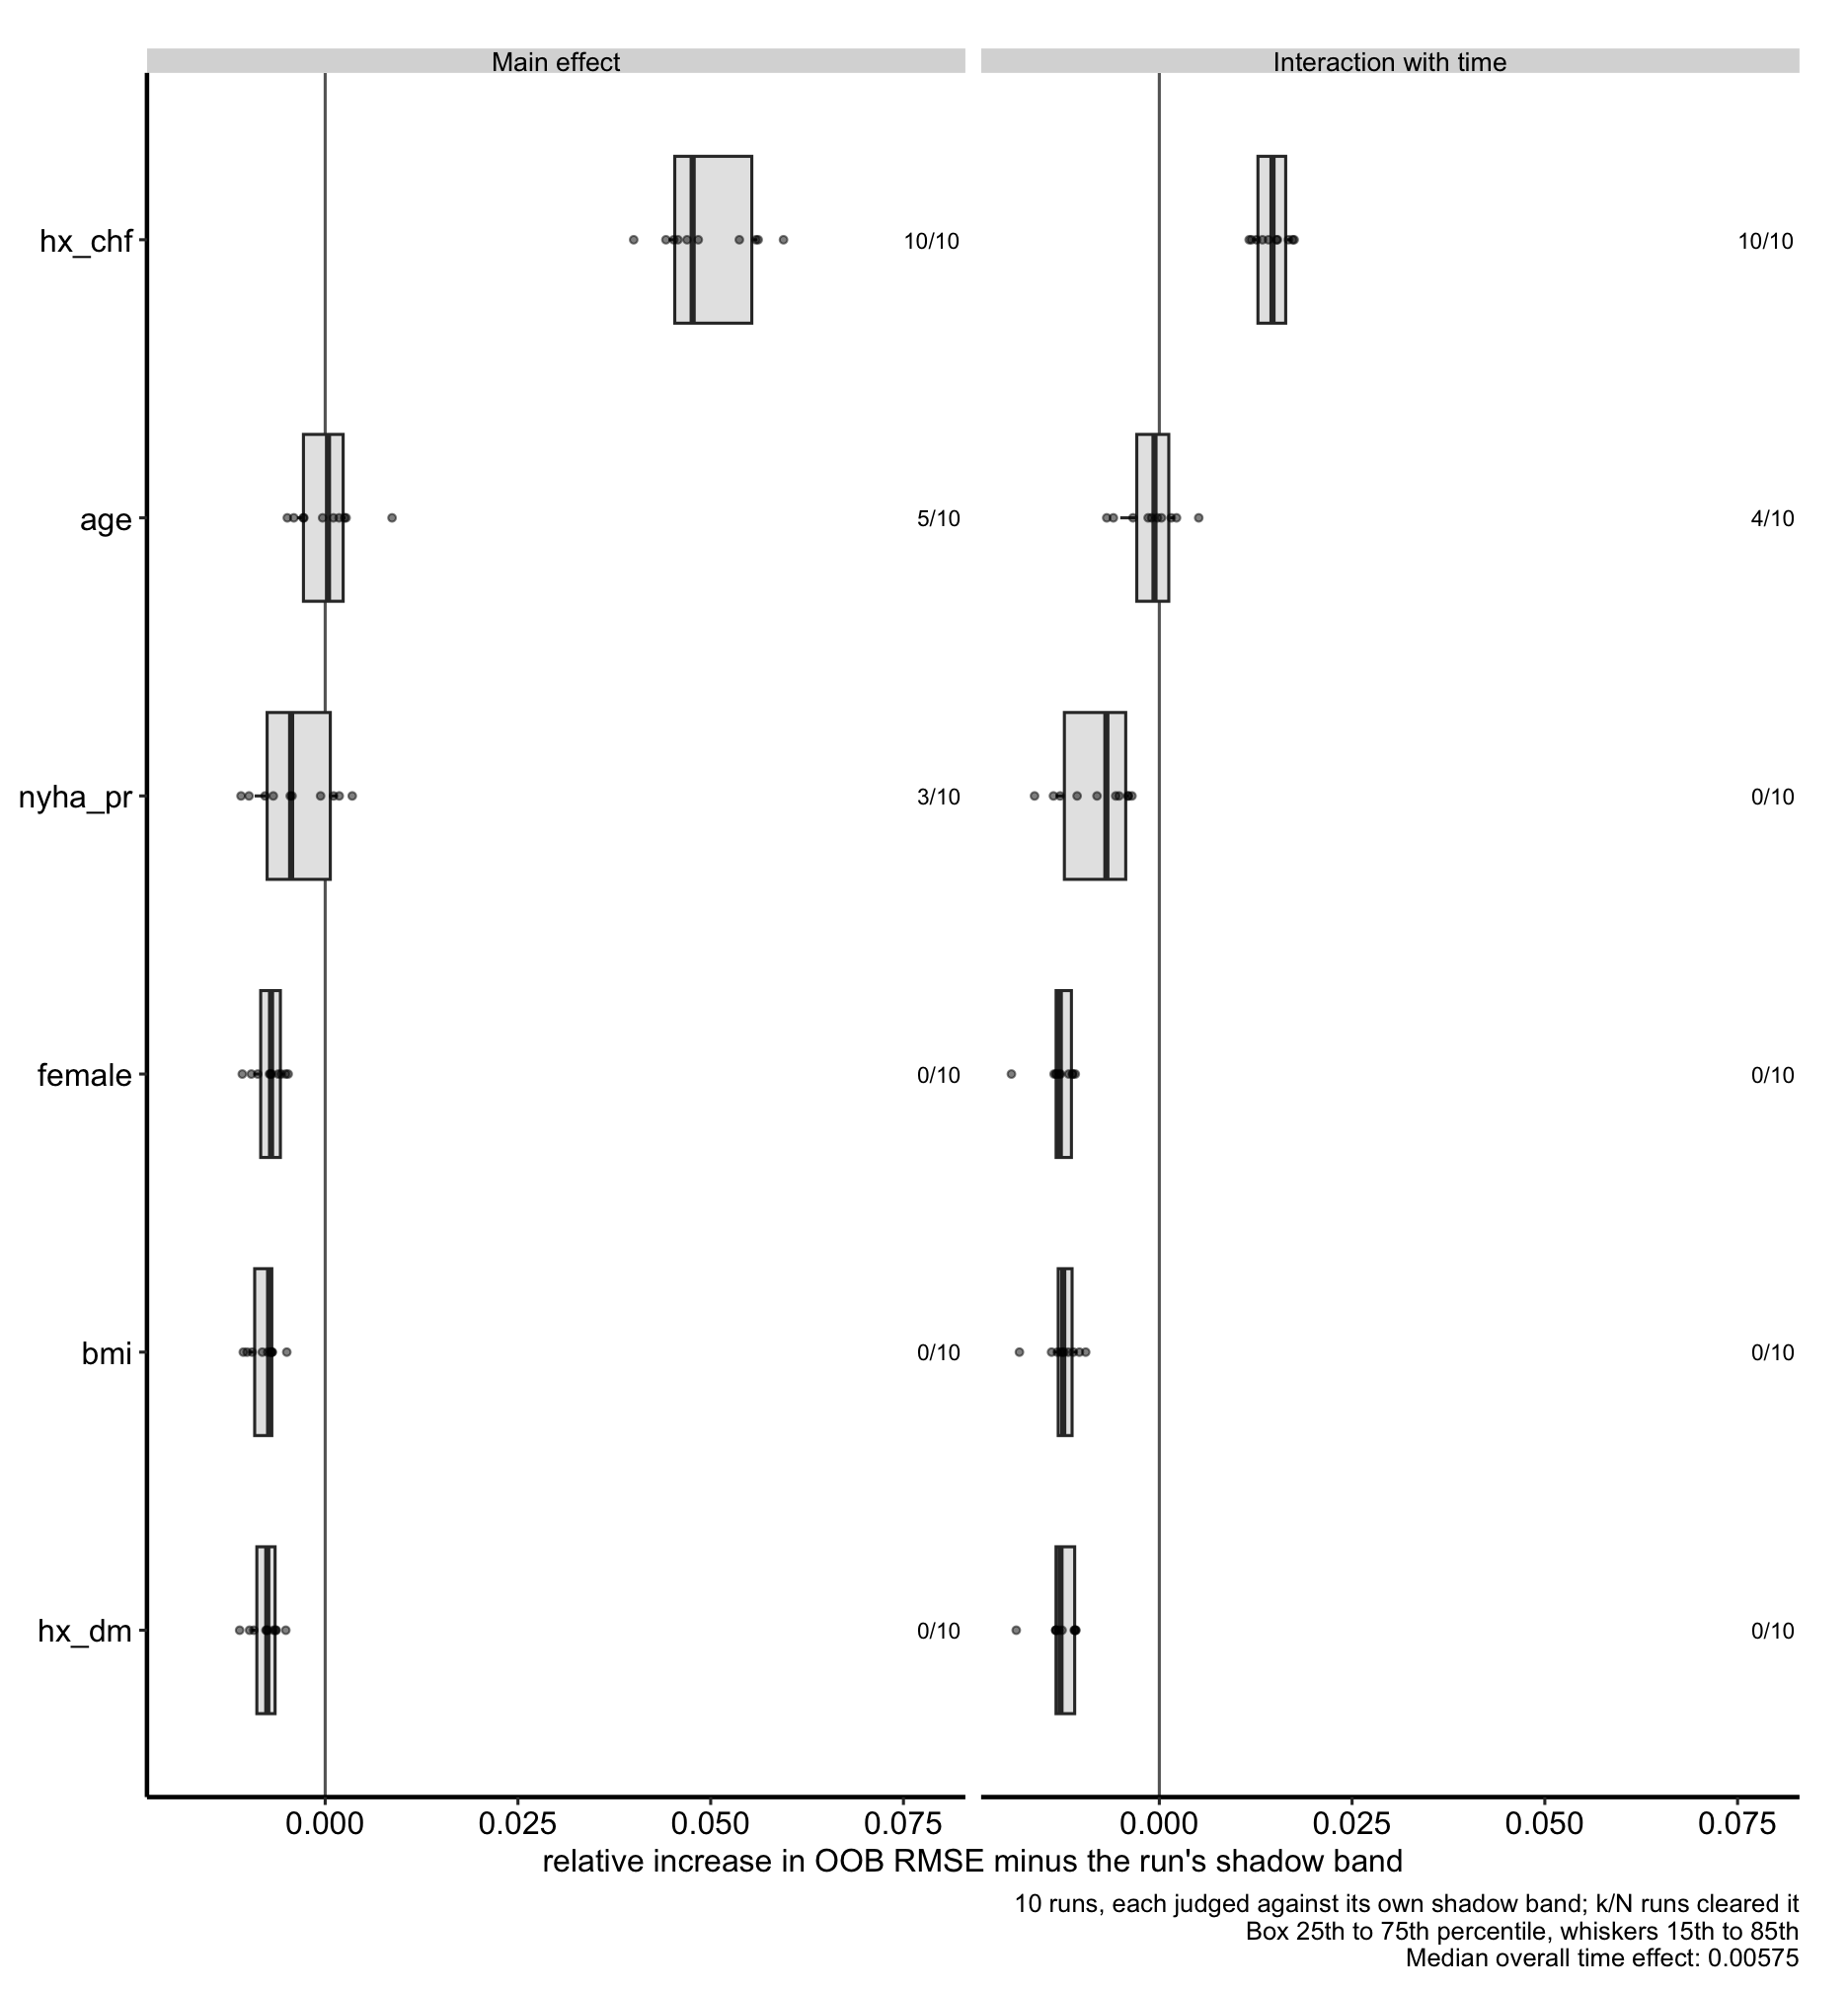 Main effect
Interaction with time
hx_chf
10/10
10/10
age
5/10
4/10
nyha_pr
3/10
0/10
female
0/10
0/10
bmi
0/10
0/10
hx_dm
0/10
0/10
0.000 0.025 0.050 0.075
0.000 0.025 0.050 0.075
relative increase in OOB RMSE minus the run's shadow band
10 runs, each judged against its own shadow band; k/N runs cleared it
Box 25th to 75th percentile, whiskers 15th to 85th
Median overall time effect: 0.00575